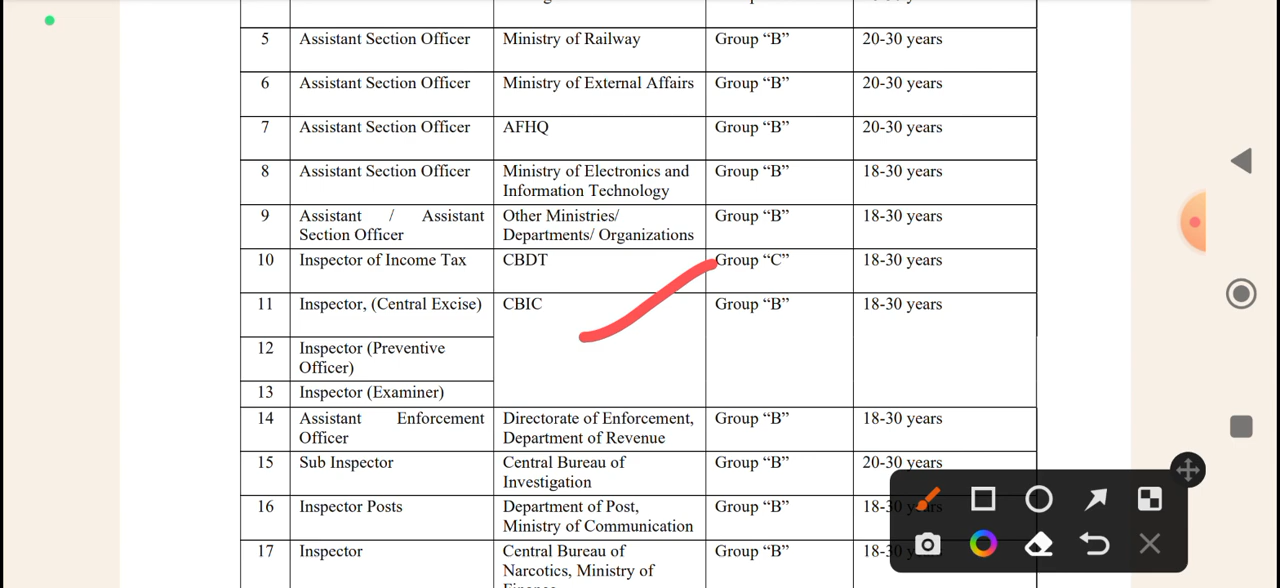 5 Assistant Section Officer Ministry of Railway Group “B” 20-30 years
6 Assistant Section Officer Ministry of External Affairs Group “B” 20-30 years
7 Assistant Section Officer AFHQ Group “B” 20-30 years
8 Assistant Section Officer Ministry of Electronics and Group “B” 18-30 years
Information Technology
9 Assistant / Assistant Other Ministries/ Group “B” 18-30 years
Section Officer Departments/ Organizations
10 Inspector of Income Tax CBDT Group “C” 18-30 years
11 Inspector, (Central Excise) CBIC Group “B” 18-30 years
12 Inspector (Preventive
Officer)
13 Inspector (Examiner)
14 Assistant Enforcement Directorate of Enforcement, Group “B” 18-30 years
Officer Department of Revenue
15 Sub Inspector Central Bureau of Group “B” 20-30 years
Investigation
16 Inspector Posts Department of Post, Group “B” 18-30 years
Ministry of Communication
17 Inspector Central Bureau of Group “B” 18-30 years
Narcotics, Ministry of